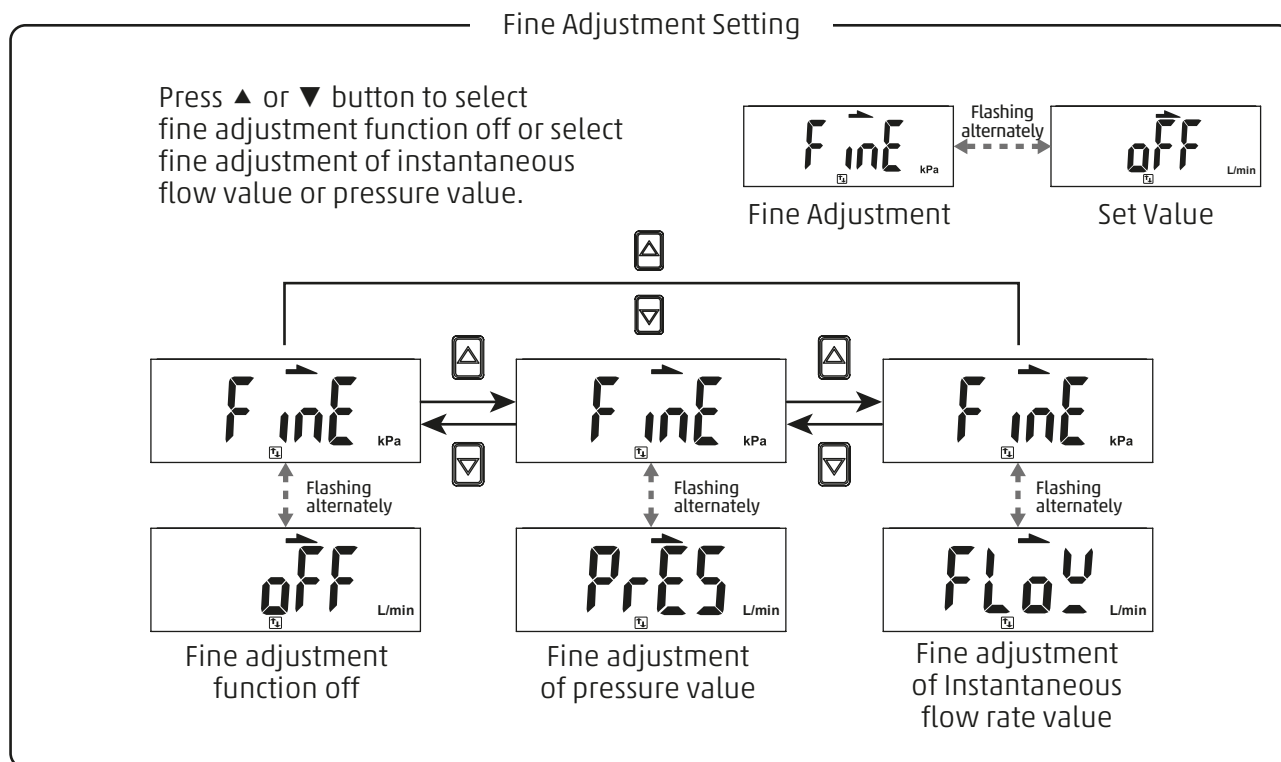 Fine Adjustment Setting
Press ▲ or ▼ button to select
fine adjustment function off or select
fine adjustment of instantaneous
flow value or pressure value.
FinE
kPa
Flashing
alternately
oFF
L/min
Fine Adjustment
Set Value
FinE
kPa
FinE
kPa
FinE
kPa
Flashing
alternately
Flashing
alternately
Flashing
alternately
oFF
L/min
PrES
L/min
FLoW
L/min
Fine adjustment
function off
Fine adjustment
of pressure value
Fine adjustment
of Instantaneous
flow rate value